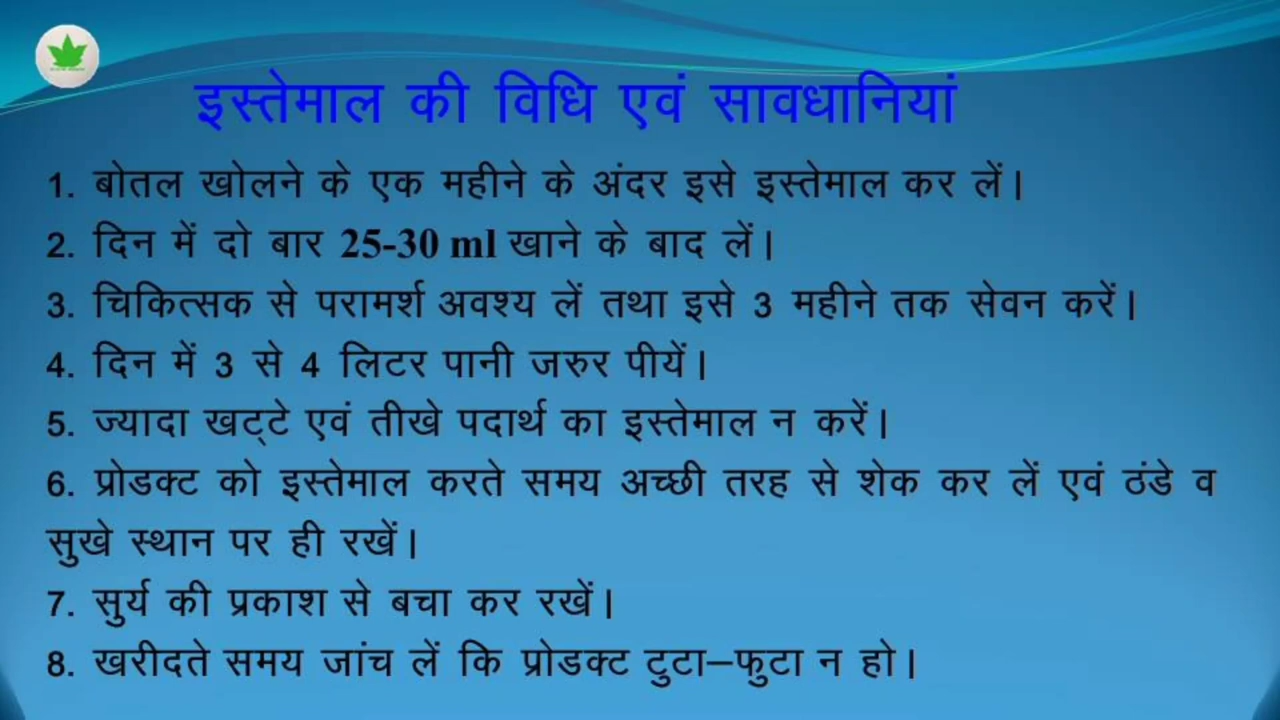 इस्तेमाल की विधि एवं सावधानियां
1. बोतल खोलने के एक महीने के अंदर इसे इस्तेमाल कर लें।
2. दिन में दो बार 25-30 ml खाने के बाद लें।
3. चिकित्सक से परामर्श अवश्य लें तथा इसे 3 महीने तक सेवन करें।
4. दिन में 3 से 4 लिटर पानी जरुर पीयें।
5. ज्यादा खट्टे एवं तीखे पदार्थ का इस्तेमाल न करें।
6. प्रोडक्ट को इस्तेमाल करते समय अच्छी तरह से शेक कर लें एवं ठंडे व
सुखे स्थान पर ही रखें।
7. सुर्य की प्रकाश से बचा कर रखें।
8. खरीदते समय जांच लें कि प्रोडक्ट टुटा–फुटा न हो।